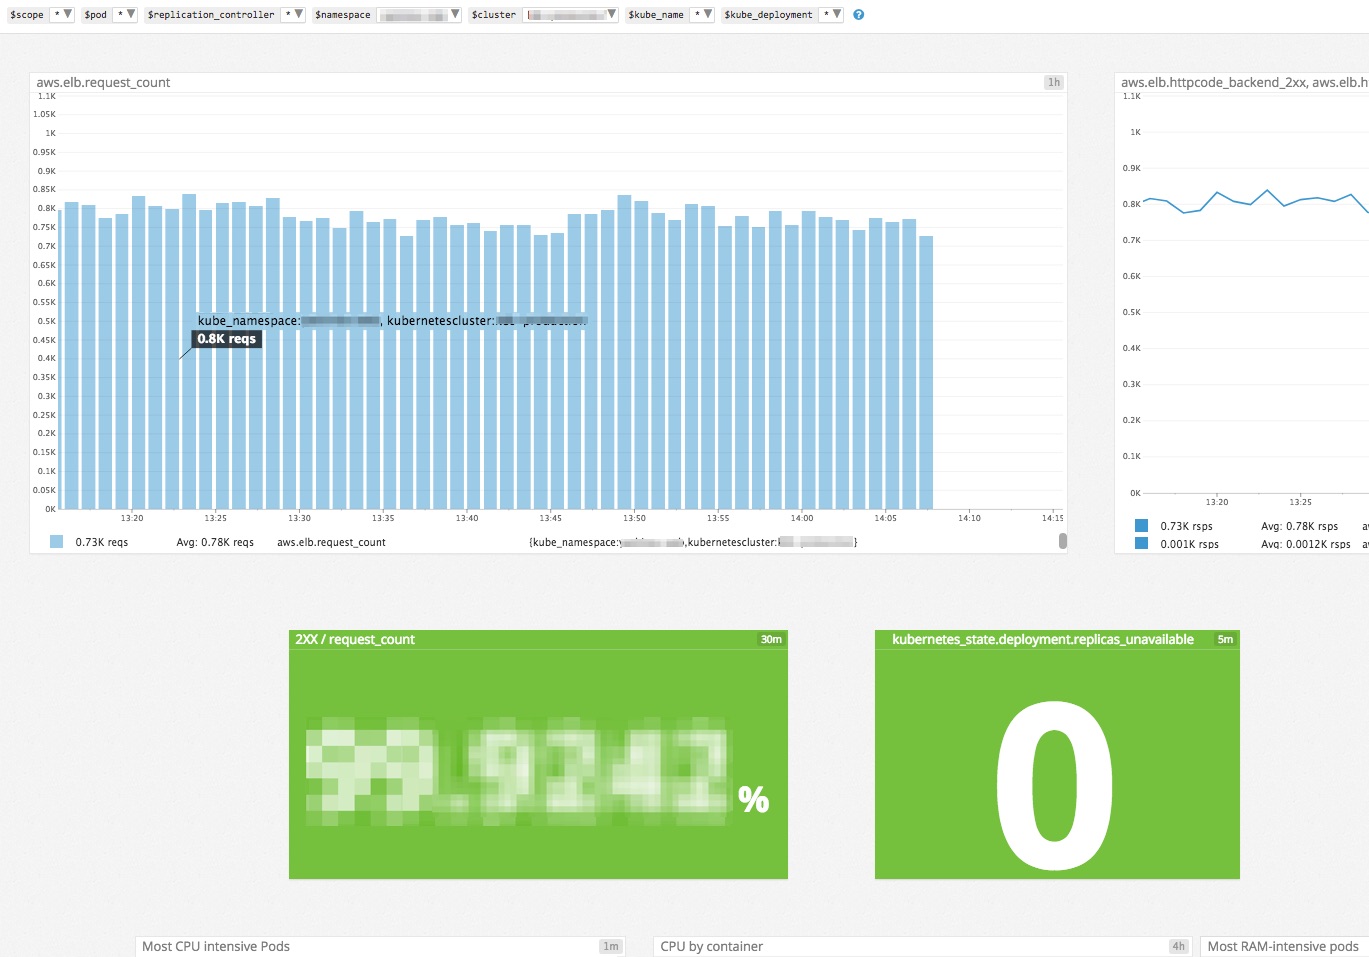 $scope * $pod * $replication_controller * $namespace $cluster $kube_name * $kube_deployment * ?
aws.elb.request_count 1h
1.1K
1.05K
1K
0.95K
0.9K
0.85K
0.8K
0.75K
0.7K
0.65K
0.6K
0.55K
0.5K
0.45K
0.4K
0.35K
0.3K
0.25K
0.2K
0.15K
0.1K
0.05K
0K
kube_namespace: , kubernetescluster:
0.8K reqs
13:20 13:25 13:30 13:35 13:40 13:45 13:50 13:55 14:00 14:05 14:10 14:15
0.73K reqs Avg: 0.78K reqs aws.elb.request_count {kube_namespace: ,kubernetescluster: }
aws.elb.httpcode_backend_2xx, aws.elb.h
1.1K
1K
0.9K
0.8K
0.7K
0.6K
0.5K
0.4K
0.3K
0.2K
0.1K
0K
13:20 13:25
0.73K rsps Avg: 0.78K rsps
0.001K rsps Avg: 0.0012K rsps
2XX / request_count 30m
%
kubernetes_state.deployment.replicas_unavailable 5m
0
Most CPU intensive Pods 1m
CPU by container 4h
Most RAM-intensive pods